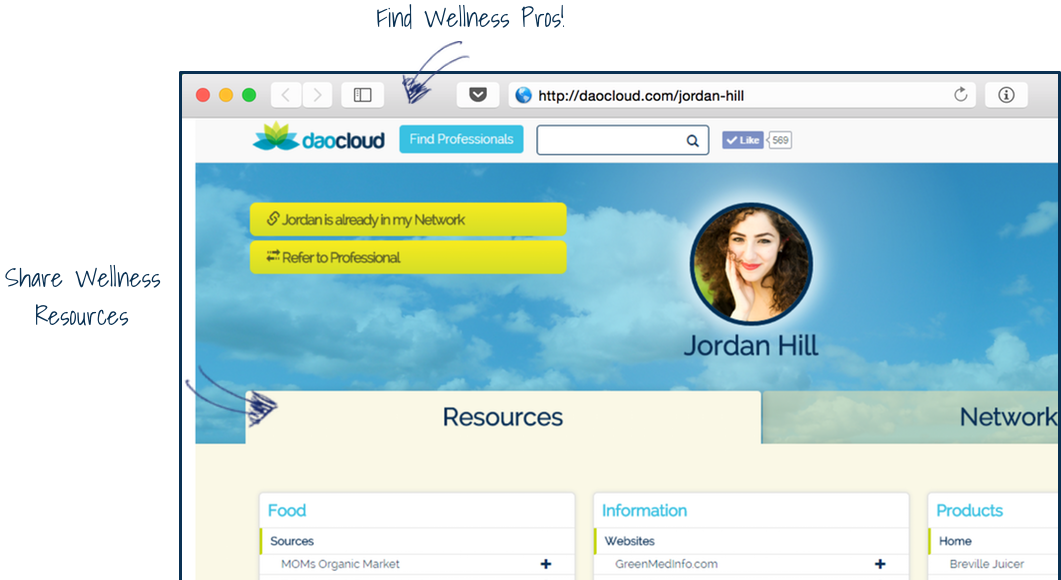 Find Wellness Pros!
http://daocloud.com/jordan-hill
daocloud
Find Professionals
Like
569
Jordan is already in my Network
Refer to Professional
Share Wellness
Resources
Jordan Hill
Resources
Network
Food
Information
Products
Sources
Websites
Home
MOMs Organic Market
+
GreenMedInfo.com
+
Breville Juicer